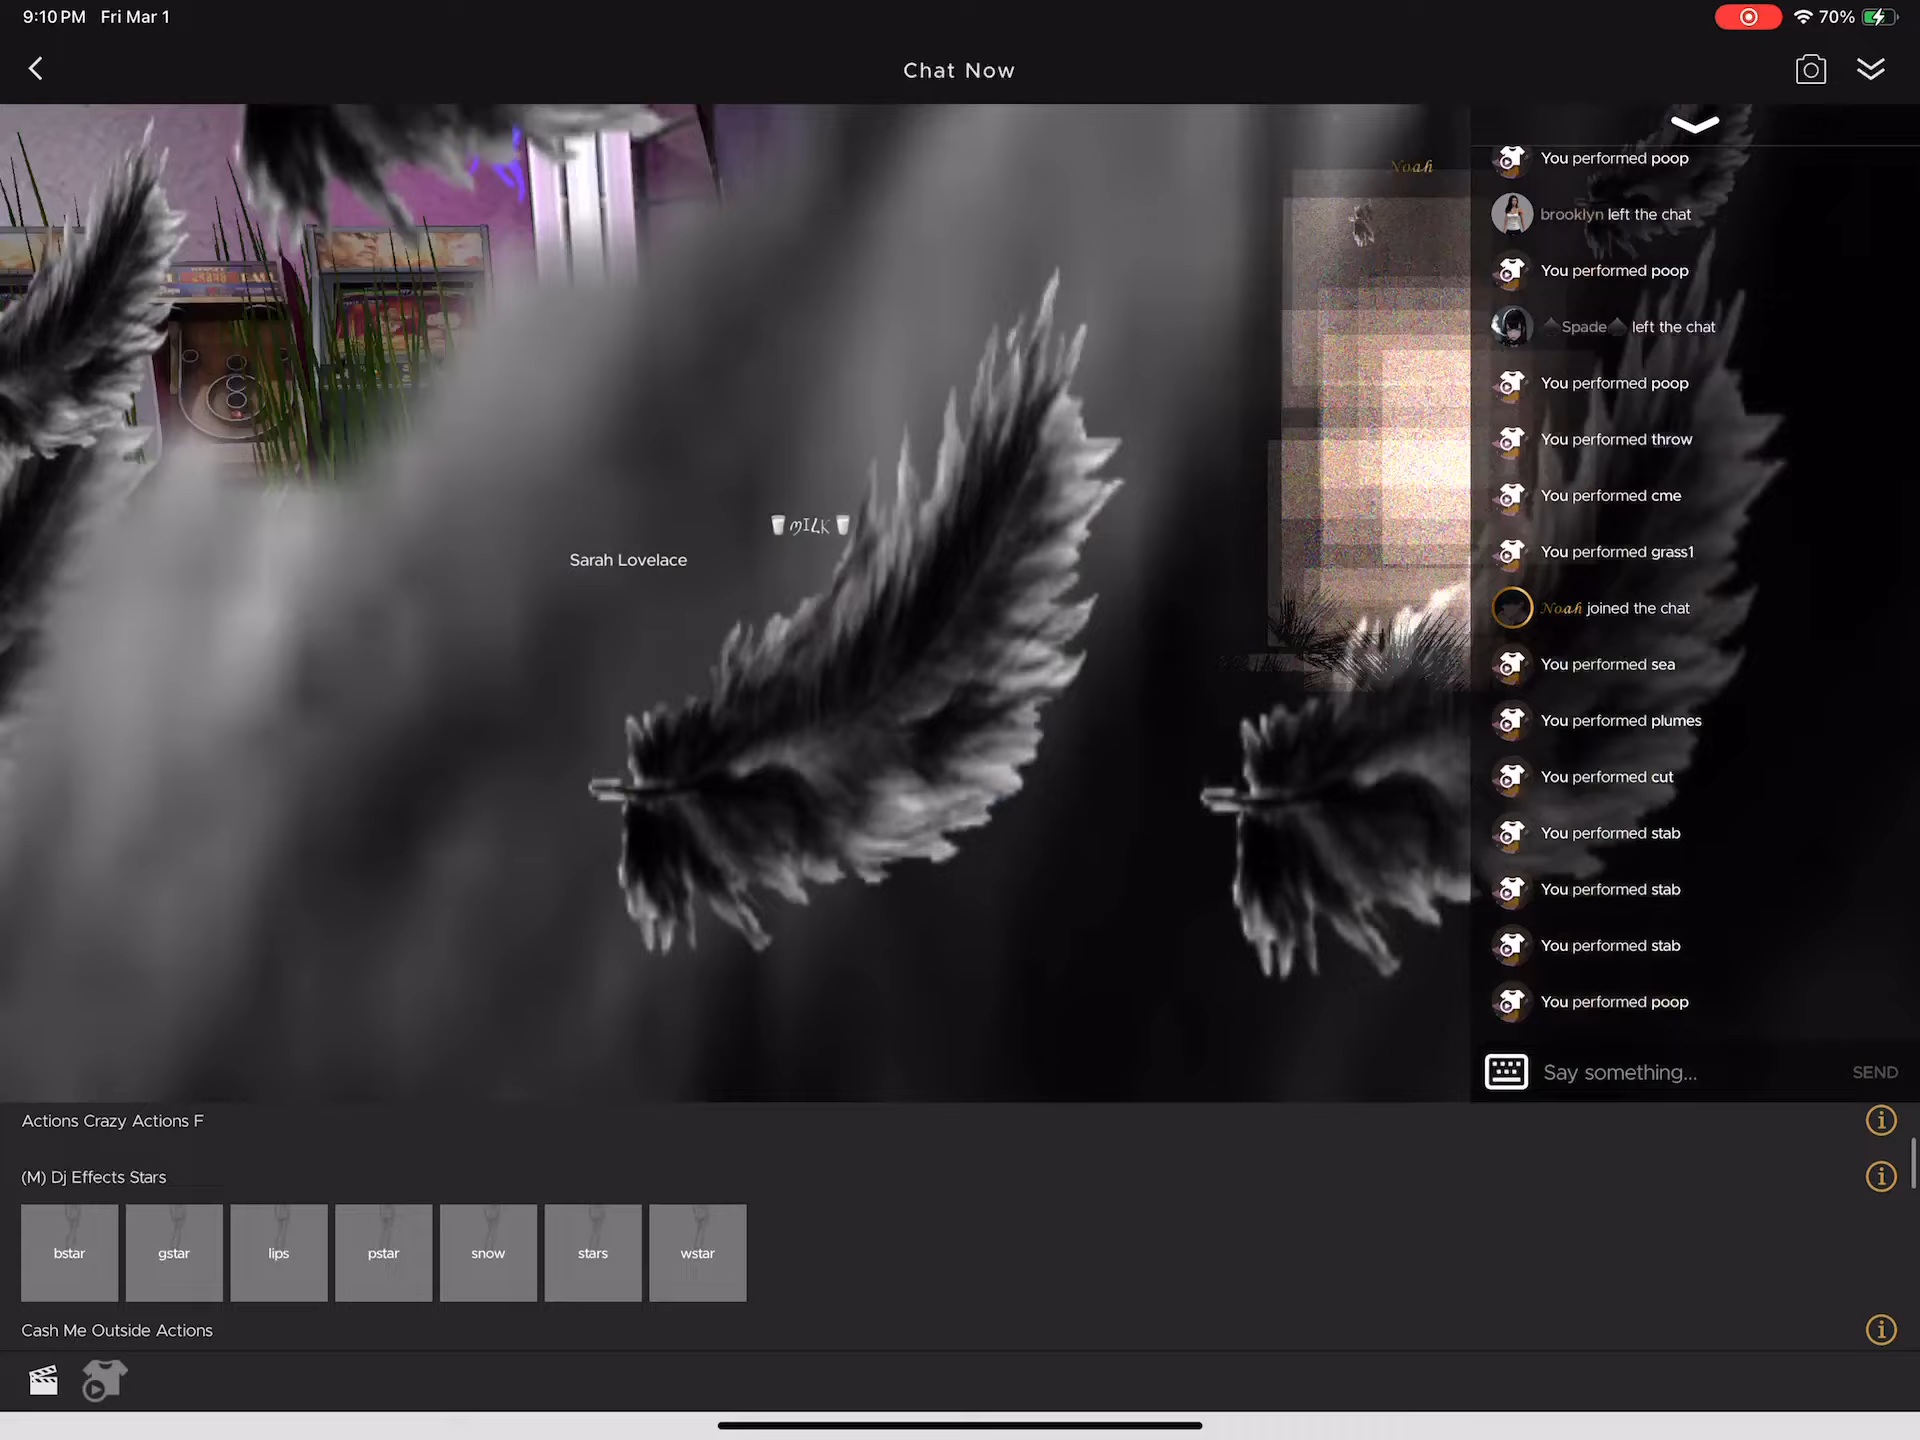 9:10 PM Fri Mar 1
70%
Chat Now
Noah
You performed poop
brooklyn left the chat
You performed poop
♠Spade♠ left the chat
You performed poop
You performed throw
You performed cme
You performed grass1
Noah joined the chat
You performed sea
You performed plumes
You performed cut
You performed stab
You performed stab
You performed stab
You performed poop
🥛 ɱILK 🥛
Sarah Lovelace
Say something...
SEND
Actions Crazy Actions F
(M) Dj Effects Stars
bstar
gstar
lips
pstar
snow
stars
wstar
Cash Me Outside Actions